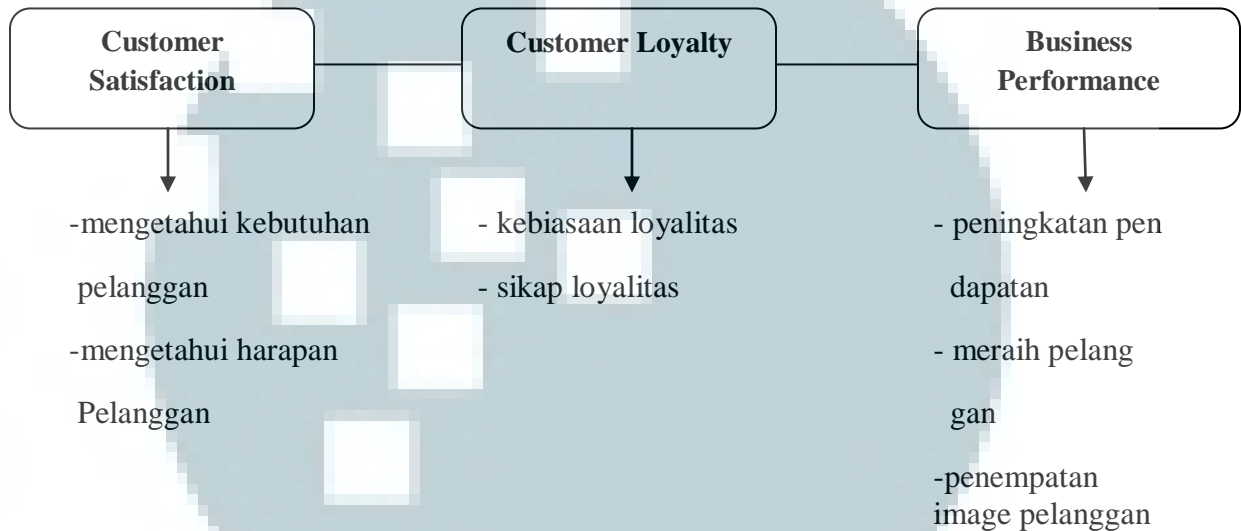 Customer
Satisfaction
Customer Loyalty
Business
Performance
-mengetahui kebutuhan
pelanggan
-mengetahui harapan
Pelanggan
- kebiasaan loyalitas
- sikap loyalitas
- peningkatan pen
dapatan
- meraih pelang
gan
-penempatan
image pelanggan